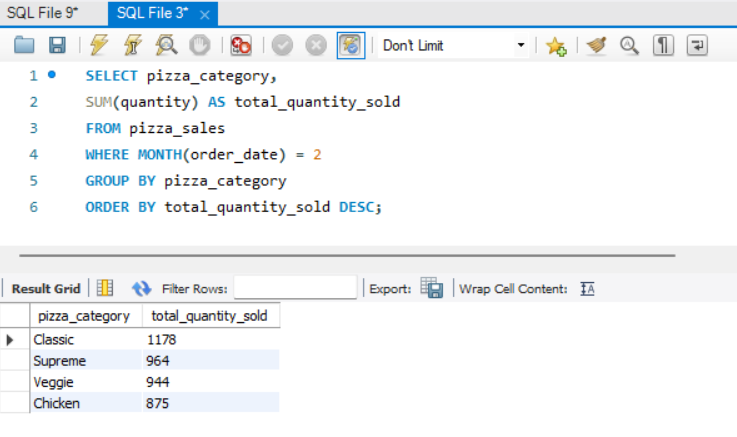 SQL File 9* SQL File 3* ×
Don't Limit
1 SELECT pizza_category,
2 SUM(quantity) AS total_quantity_sold
3 FROM pizza_sales
4 WHERE MONTH(order_date) = 2
5 GROUP BY pizza_category
6 ORDER BY total_quantity_sold DESC;
Result Grid Filter Rows: Export: Wrap Cell Content: IA
pizza_category total_quantity_sold
Classic 1178
Supreme 964
Veggie 944
Chicken 875